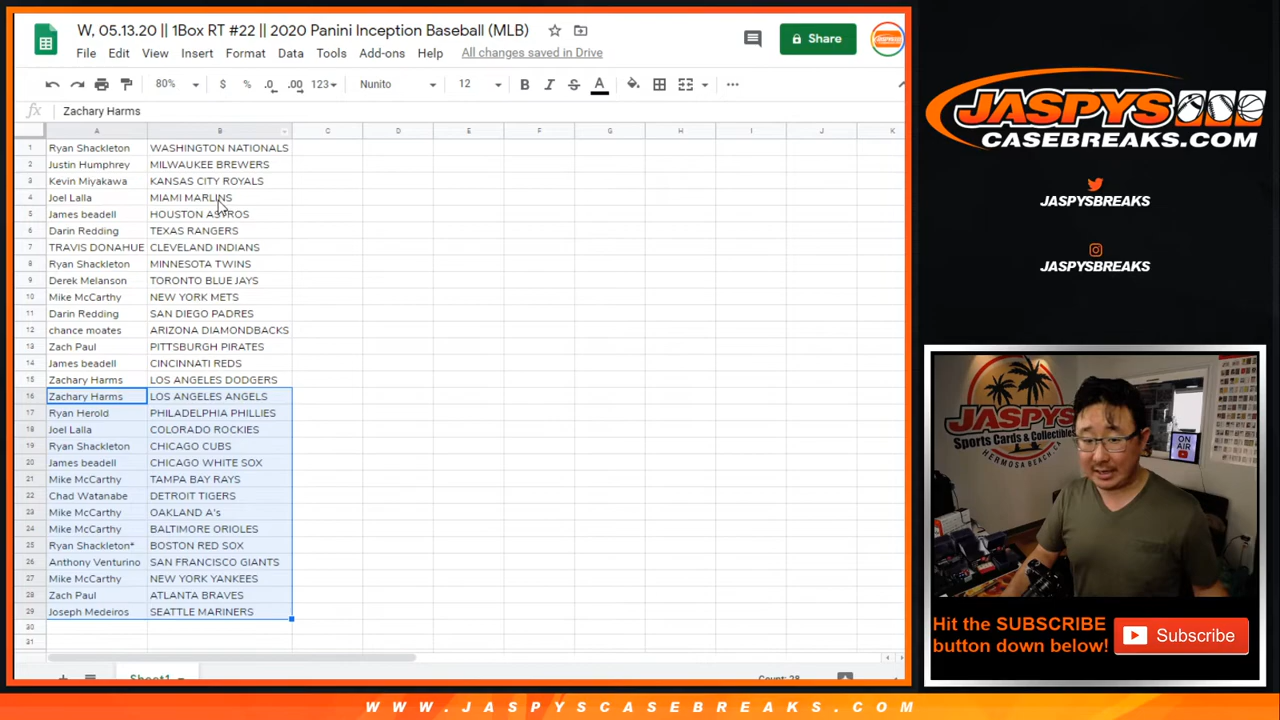 W, 05.13.20 || 1Box RT #22 || 2020 Panini Inception Baseball (MLB)
File Edit View Insert Format Data Tools Add-ons Help All changes saved in Drive
Share
80% $ % .0 .00 123 Nunito 12 B I S A
fx Zachary Harms
A B C D E F G H I J K
1 Ryan Shackleton WASHINGTON NATIONALS
2 Justin Humphrey MILWAUKEE BREWERS
3 Kevin Miyakawa KANSAS CITY ROYALS
4 Joel Lalla MIAMI MARLINS
5 James beadell HOUSTON ASTROS
6 Darin Redding TEXAS RANGERS
7 TRAVIS DONAHUE CLEVELAND INDIANS
8 Ryan Shackleton MINNESOTA TWINS
9 Derek Melanson TORONTO BLUE JAYS
10 Mike McCarthy NEW YORK METS
11 Darin Redding SAN DIEGO PADRES
12 chance moates ARIZONA DIAMONDBACKS
13 Zach Paul PITTSBURGH PIRATES
14 James beadell CINCINNATI REDS
15 Zachary Harms LOS ANGELES DODGERS
16 Zachary Harms LOS ANGELES ANGELS
17 Ryan Herold PHILADELPHIA PHILLIES
18 Joel Lalla COLORADO ROCKIES
19 Ryan Shackleton CHICAGO CUBS
20 James beadell CHICAGO WHITE SOX
21 Mike McCarthy TAMPA BAY RAYS
22 Chad Watanabe DETROIT TIGERS
23 Mike McCarthy OAKLAND A's
24 Mike McCarthy BALTIMORE ORIOLES
25 Ryan Shackleton* BOSTON RED SOX
26 Anthony Venturino SAN FRANCISCO GIANTS
27 Mike McCarthy NEW YORK YANKEES
28 Zach Paul ATLANTA BRAVES
29 Joseph Medeiros SEATTLE MARINERS
30
31
Sheet1
Count: 28
JASPYS
CASEBREAKS.COM
JASPYSBREAKS
JASPYSBREAKS
JASPYS
Sports Cards & Collectibles
HERMOSA BEACH
ON AIR
Hit the SUBSCRIBE
button down below!
Subscribe
WWW.JASPYSCASEBREAKS.COM